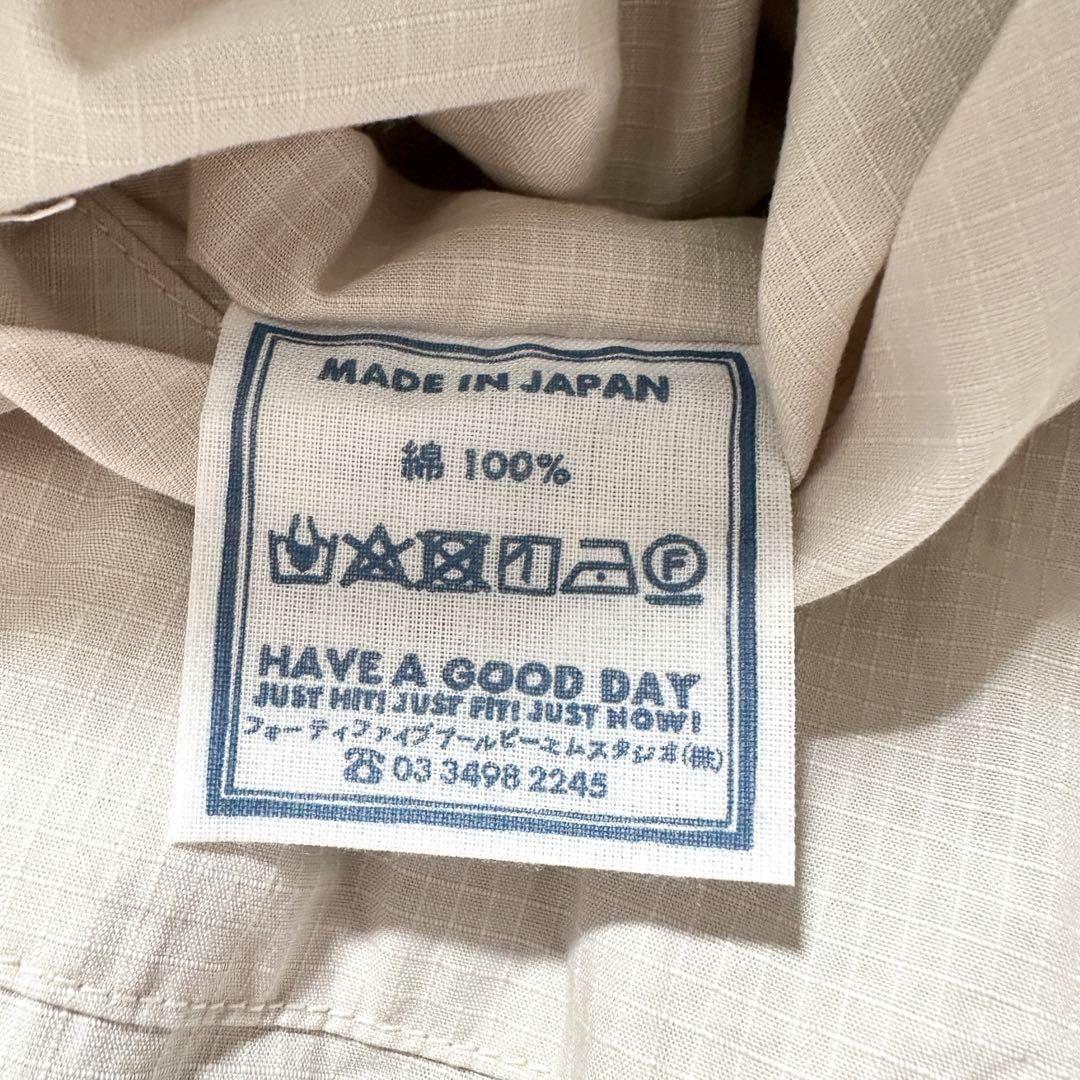 MADE IN JAPAN
綿 100%
F
HAVE A GOOD DAY
JUST HIT! JUST FIT! JUST NOW!
フォーティファイブアールピーエムスタジオ(株)
☎ 03 3498 2245